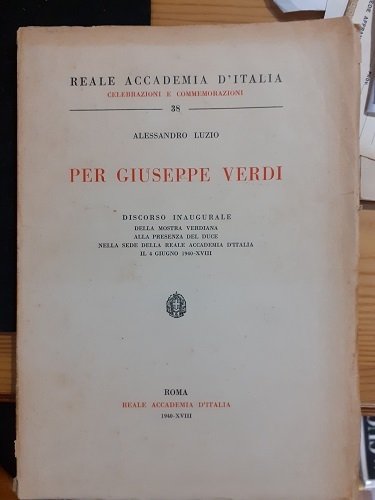 REALE ACCADEMIA D'ITALIA
CELEBRAZIONI E COMMEMORAZIONI
38
ALESSANDRO LUZIO
PER GIUSEPPE VERDI
DISCORSO INAUGURALE
DELLA MOSTRA VERDIANA
ALLA PRESENZA DEL DUCE
NELLA SEDE DELLA REALE ACCADEMIA D'ITALIA
IL 4 GIUGNO 1940-XVIII
ROMA
REALE ACCADEMIA D'ITALIA
1940-XVIII